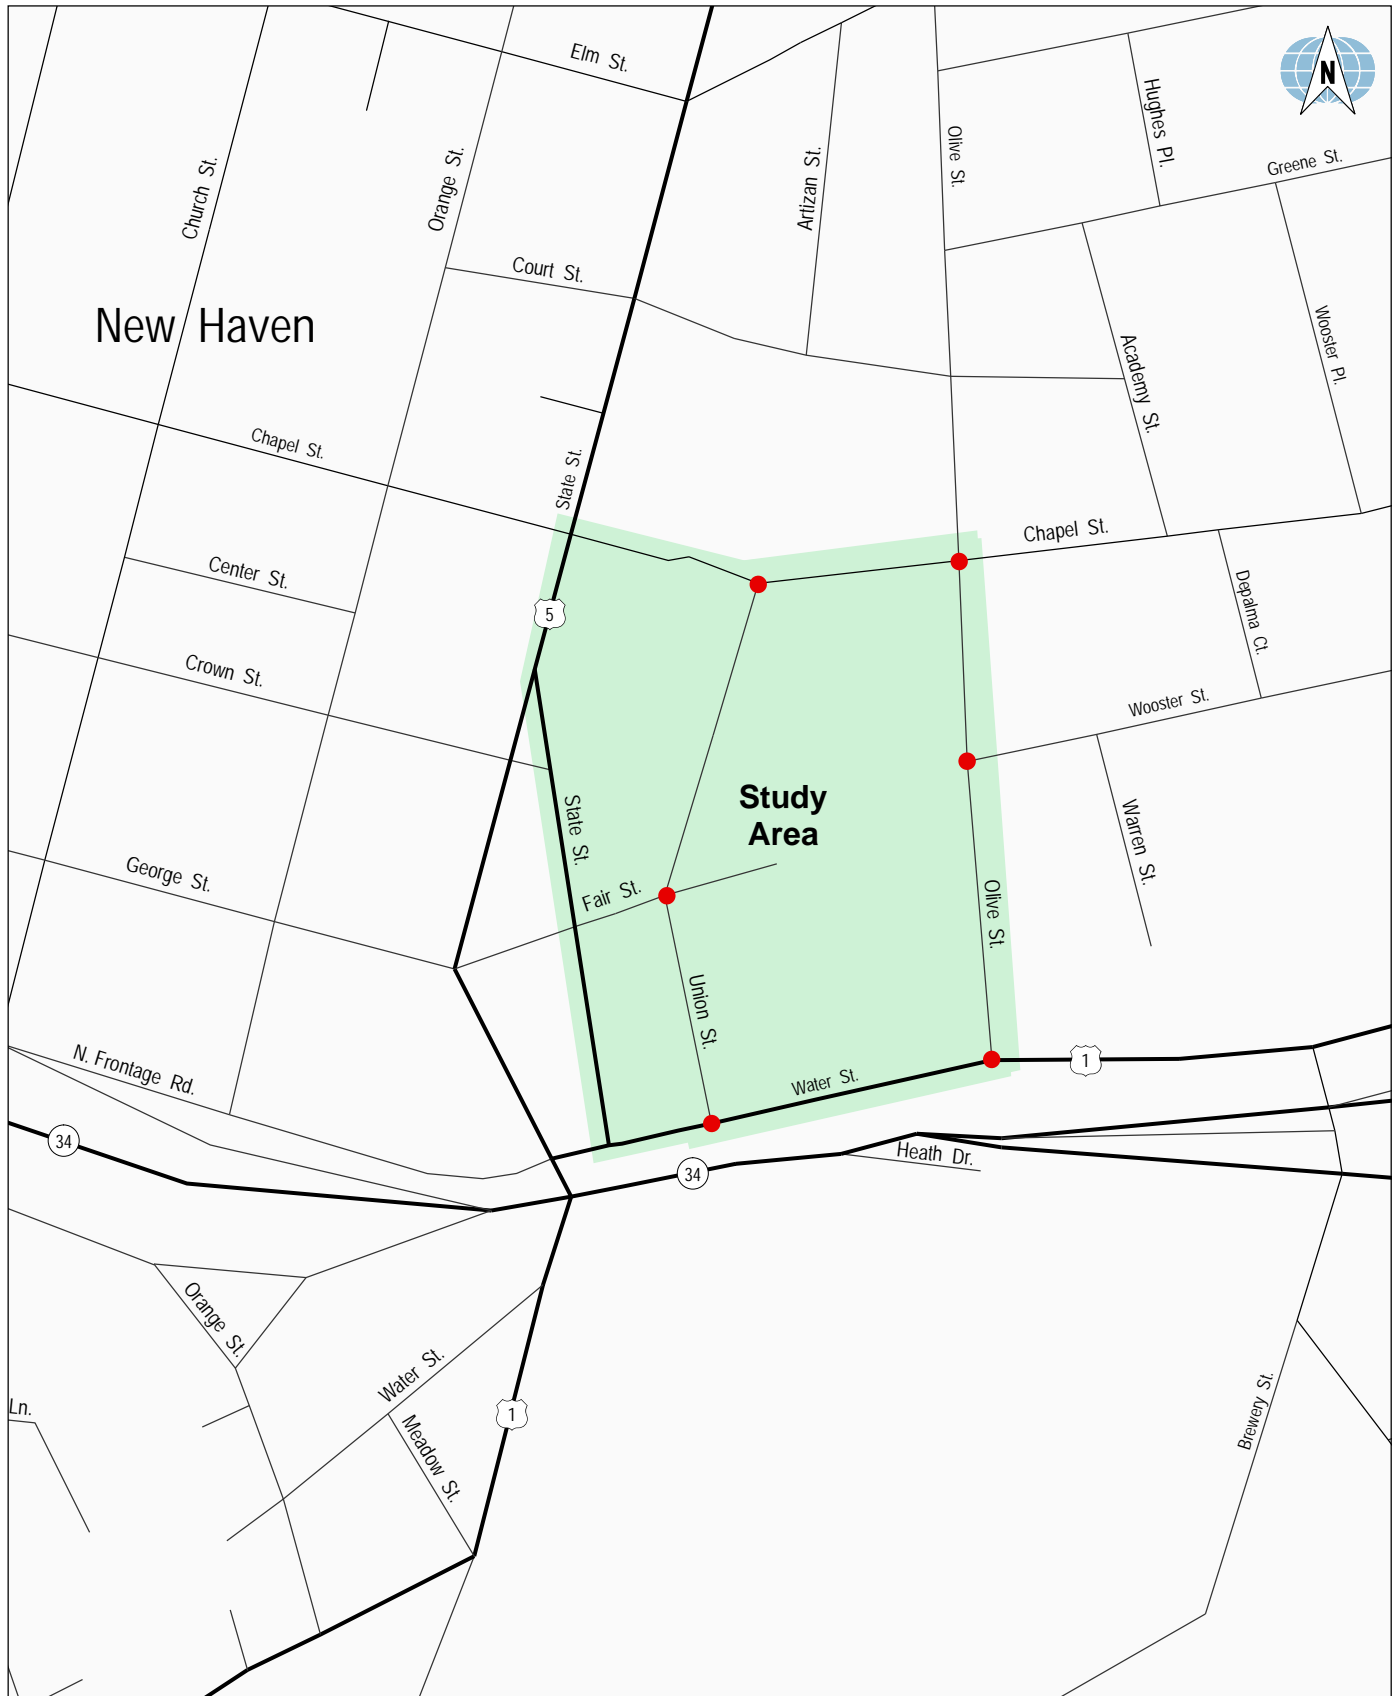 Elm St.
N
Hughes Pl.
Olive St.
Greene St.
Artizan St.
Orange St.
Church St.
Court St.
New Haven
Wooster Pl.
Academy St.
Chapel St.
State St.
Chapel St.
Center St.
5
Depalma Ct.
Crown St.
Wooster St.
Study
Area
State St.
Warren St.
George St.
Fair St.
Olive St.
Union St.
N. Frontage Rd.
Water St.
1
34
Heath Dr.
34
Orange St.
Water St.
Ln.
1
Meadow St.
Brewery St.